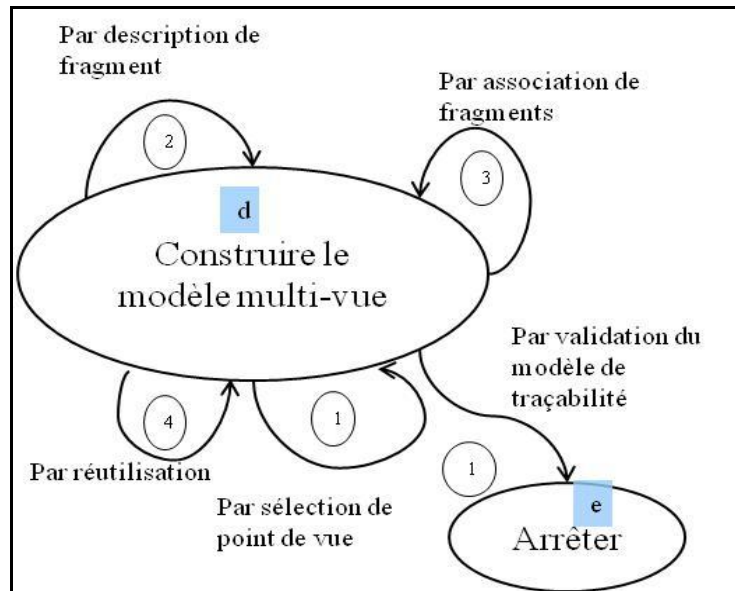 Par description de
fragment
Par association de
fragments
2
3
d
Construire le
modèle multi-vue
Par validation du
modèle de
traçabilité
4
1
Par réutilisation
1
Par sélection de
point de vue
e
Arrêter